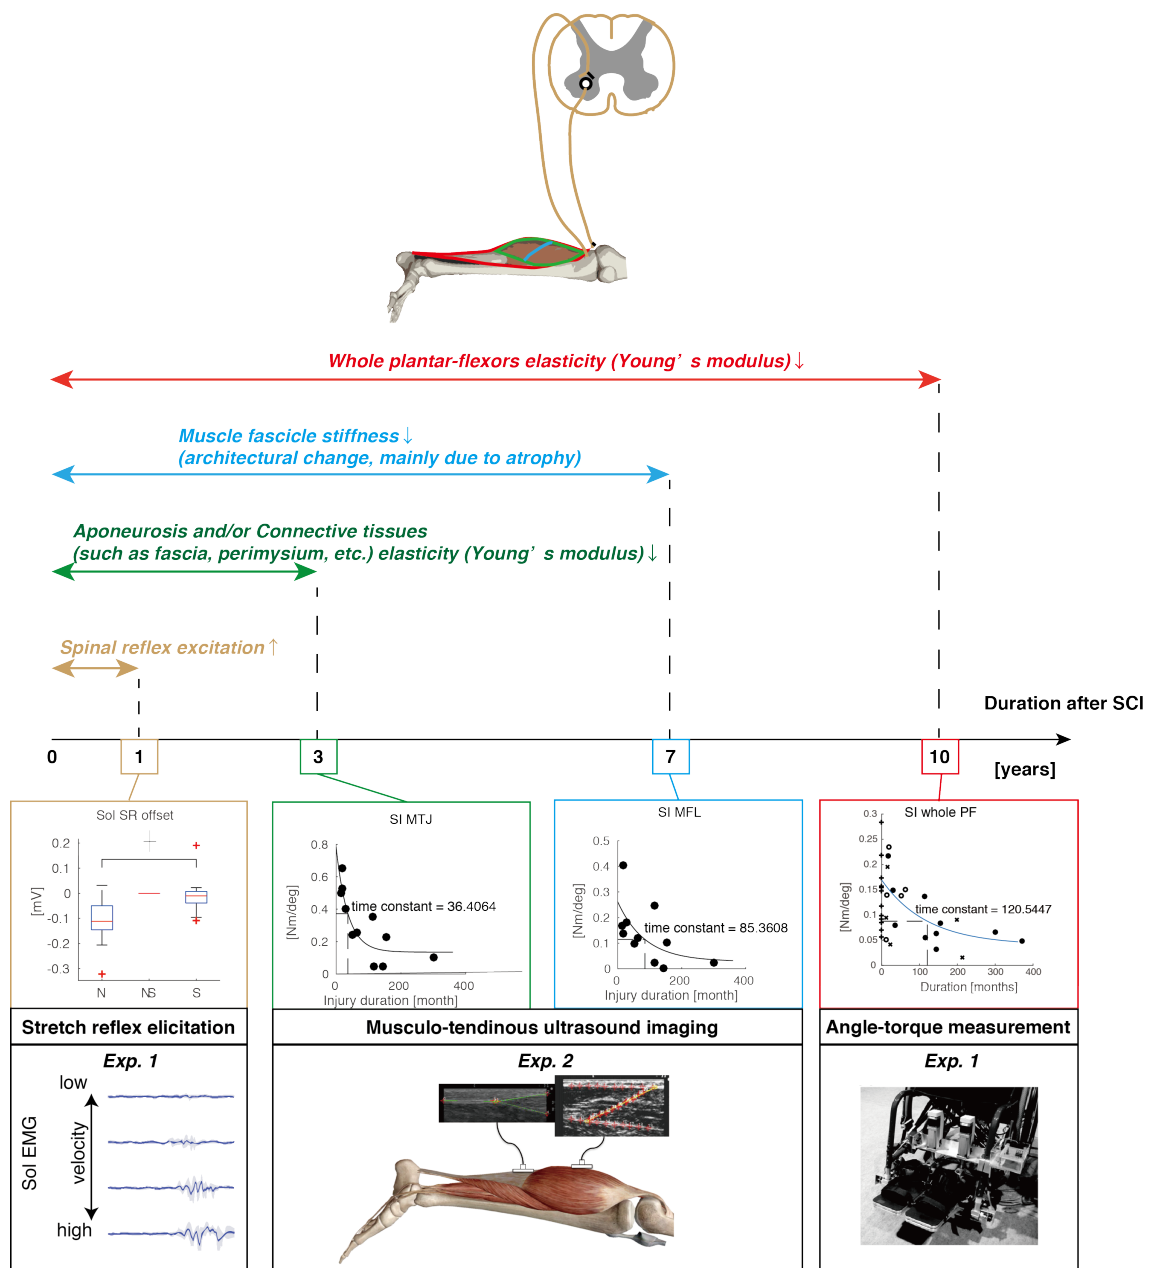 Whole plantar-flexors elasticity (Young’s modulus)↓
Muscle fascicle stiffness↓
(architectural change, mainly due to atrophy)
Aponeurosis and/or Connective tissues
(such as fascia, perimysium, etc.) elasticity (Young’s modulus)↓
Spinal reflex excitation↑
Duration after SCI
0
1
3
7
10
[years]
Sol SR offset
0.2
0.1
0
-0.1
-0.2
-0.3
[mV]
N
NS
S
SI MTJ
0.8
0.6
0.4
0.2
0
[Nm/deg]
time constant = 36.4064
200
400
Injury duration [month]
SI MFL
0.5
0.4
0.3
0.2
0.1
0
[Nm/deg]
time constant = 85.3608
0
200
400
Injury duration [month]
SI whole PF
0.3
0.25
0.2
0.15
0.1
0.05
0
[Nm/deg]
time constant = 120.5447
0
100
200
300
400
Duration [months]
Stretch reflex elicitation
Musculo-tendinous ultrasound imaging
Angle-torque measurement
Exp. 1
Exp. 2
Exp. 1
low
Sol EMG
velocity
high